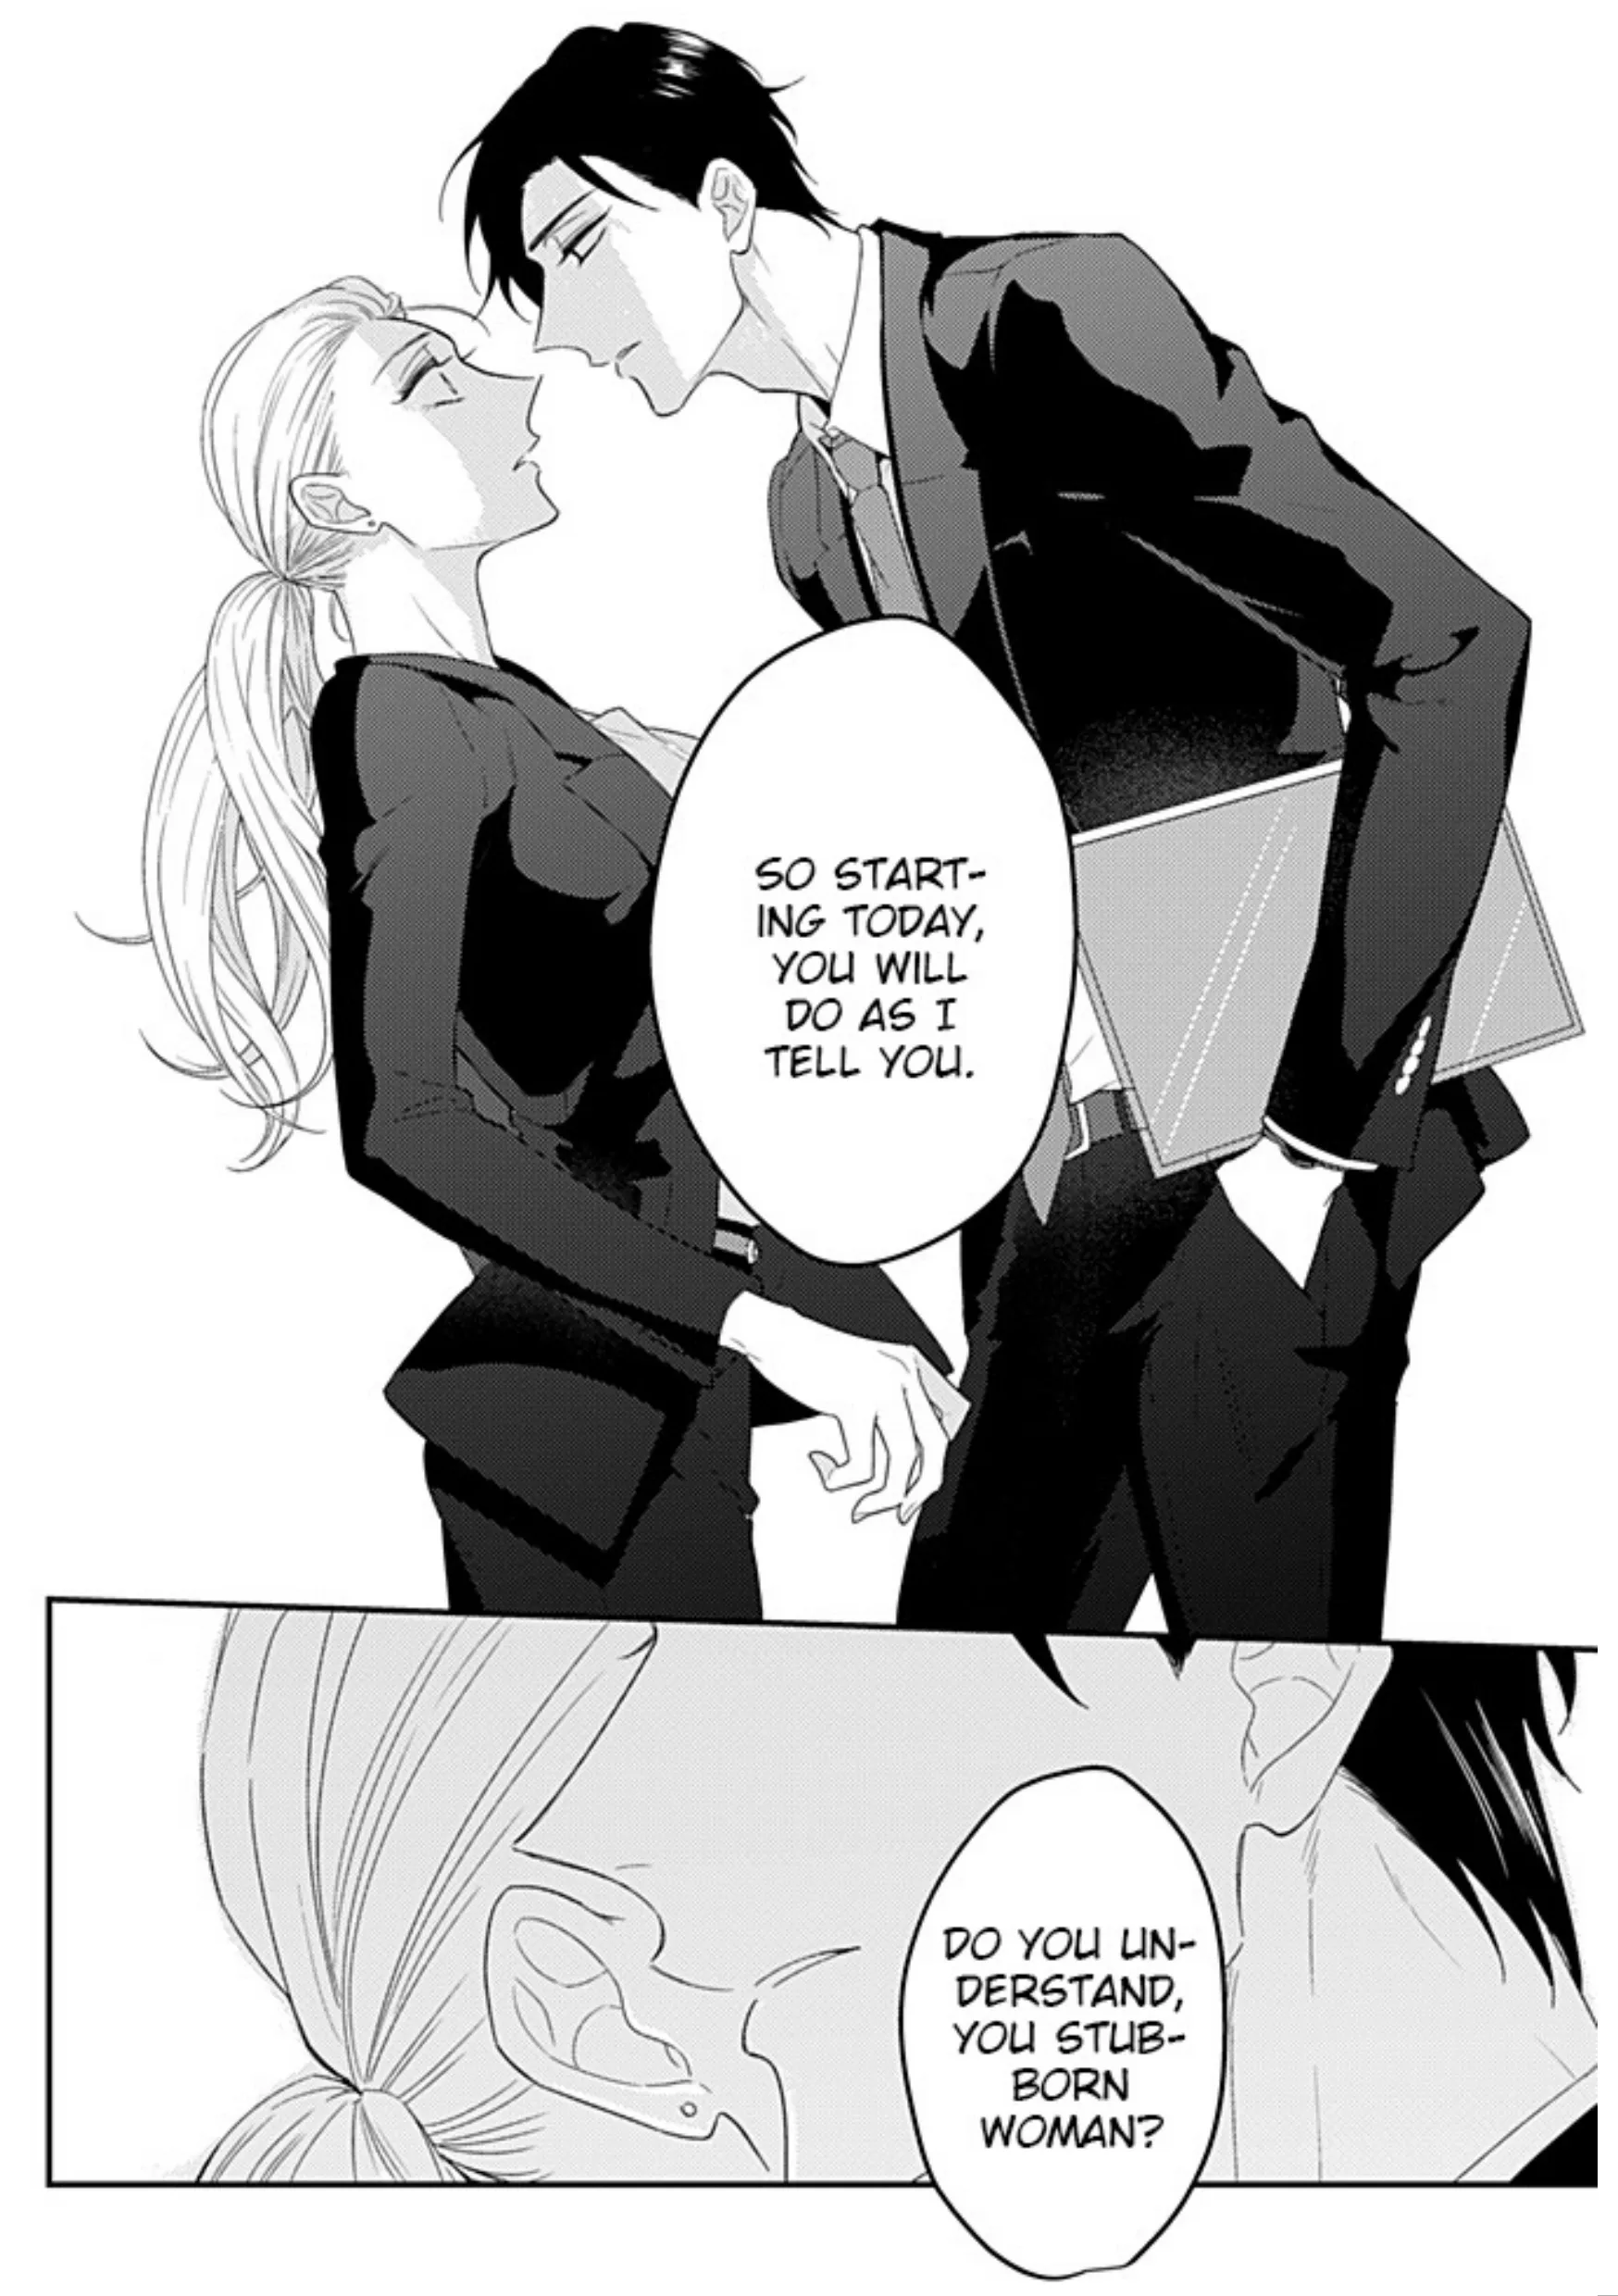 SO START-
ING TODAY,
YOU WILL
DO AS I
TELL YOU.
DO YOU UN-
DERSTAND,
YOU STUB-
BORN
WOMAN?